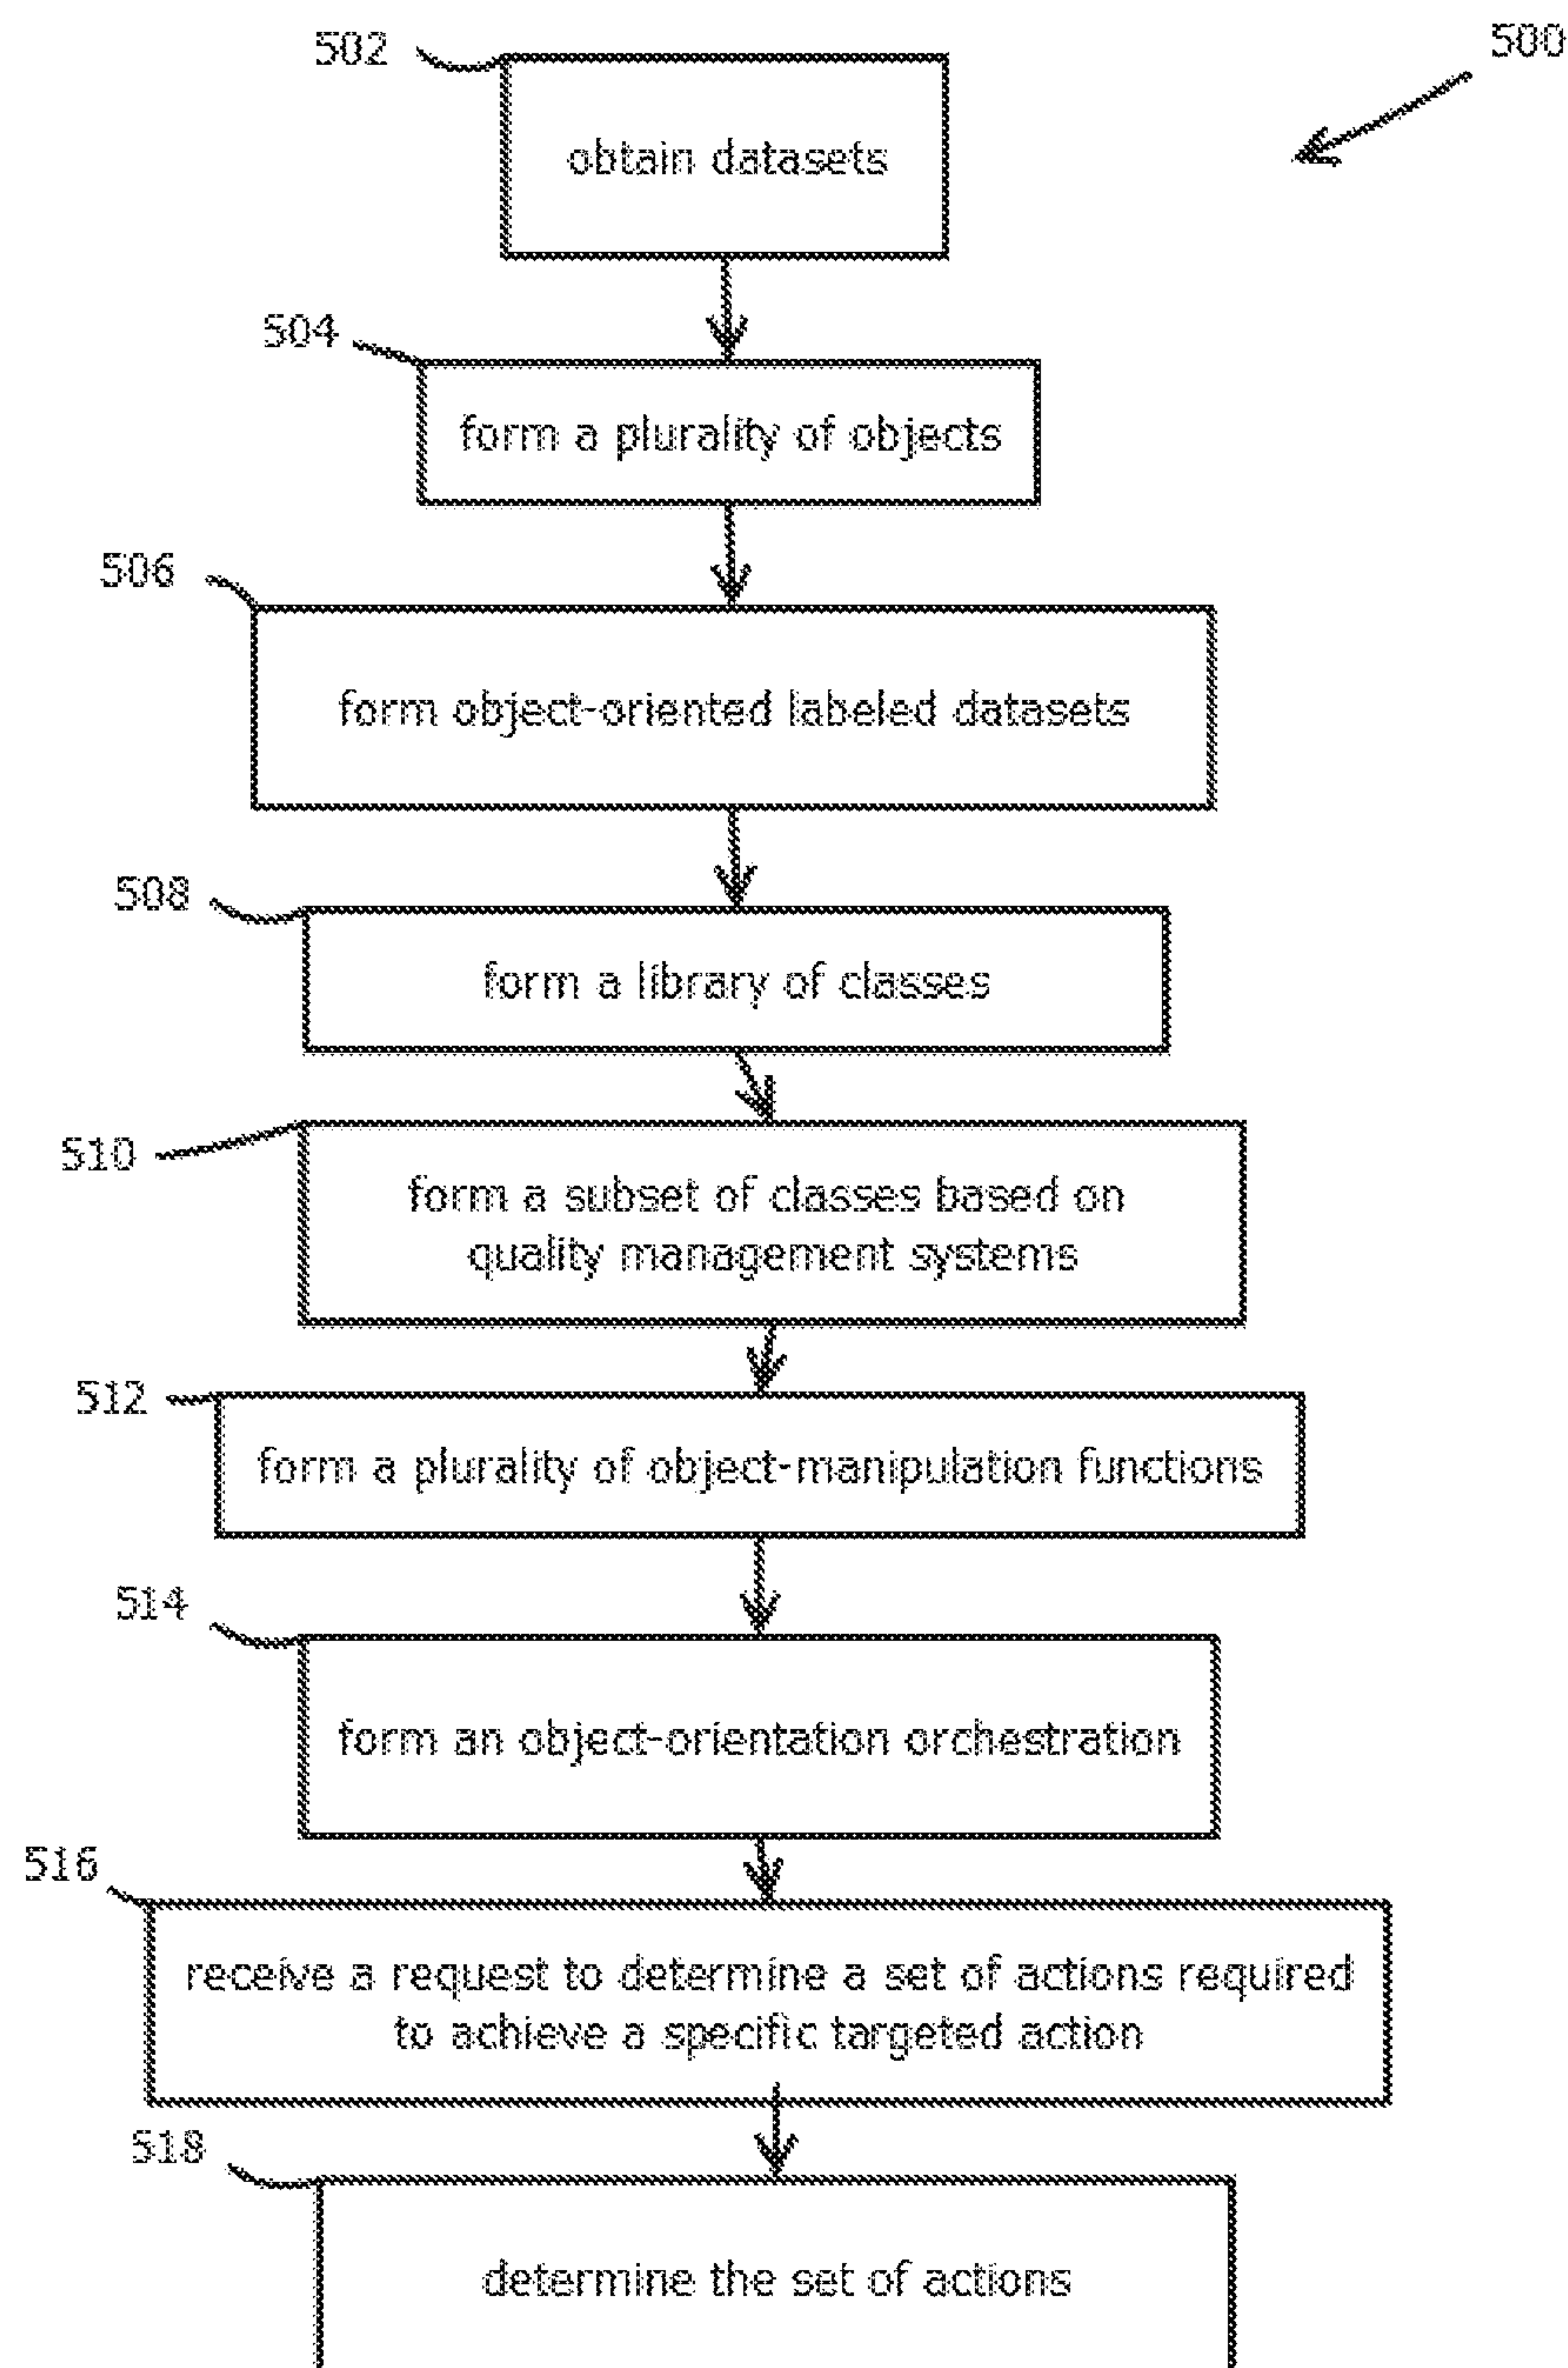 500
502
obtain datasets
504
form a plurality of objects
506
form object-oriented labeled datasets
508
form a library of classes
510
form a subset of classes based on
quality management systems
512
form a plurality of object-manipulation functions
514
form an object-orientation orchestration
516
receive a request to determine a set of actions required
to achieve a specific targeted action
518
determine the set of actions